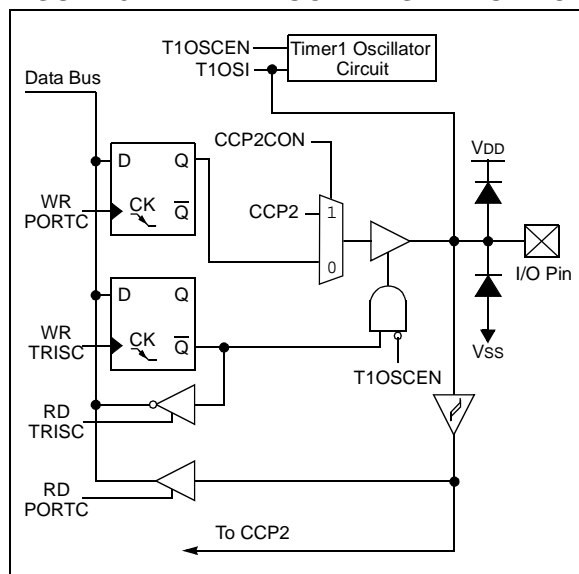 T1OSCEN
T1OSI
Timer1 Oscillator
Circuit
Data Bus
CCP2CON
VDD
D Q
CK
Q
WR
PORTC
CCP2
1
0
I/O Pin
D Q
CK
Q
WR
TRISC
VSS
T1OSCEN
RD
TRISC
RD
PORTC
To CCP2